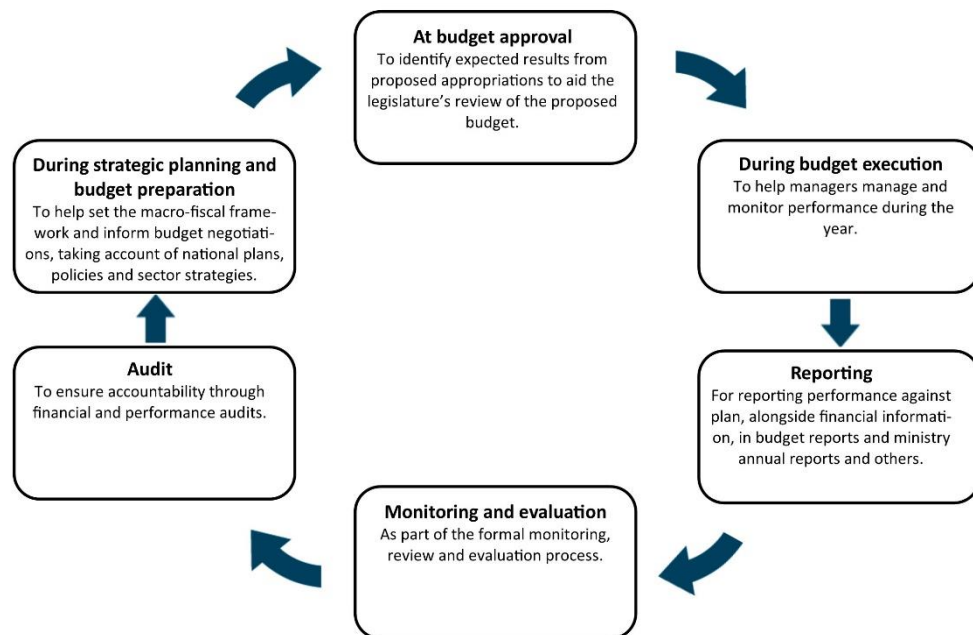 At budget approval
To identify expected results from
proposed appropriations to aid the
legislature’s review of the proposed
budget.
During budget execution
To help managers manage and
monitor performance during the
year.
Reporting
For reporting performance against
plan, alongside financial informati-
on, in budget reports and ministry
annual reports and others.
Monitoring and evaluation
As part of the formal monitoring,
review and evaluation process.
Audit
To ensure accountability through
financial and performance audits.
During strategic planning and
budget preparation
To help set the macro-fiscal frame-
work and inform budget negotiati-
ons, taking account of national plans,
policies and sector strategies.